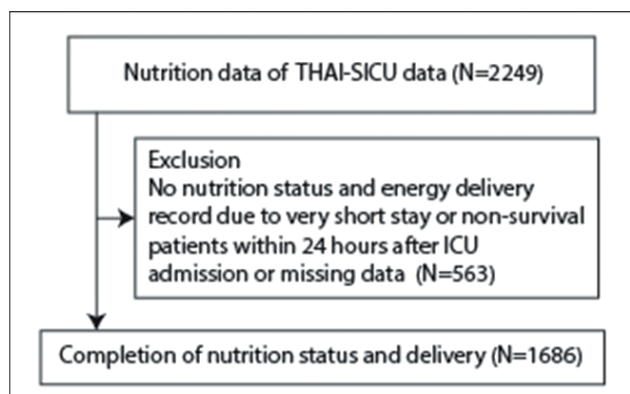 Nutrition data of THAI-SICU data (N=2249)
Exclusion
No nutrition status and energy delivery
record due to very short stay or non-survival
patients within 24 hours after ICU
admission or missing data (N=563)
Completion of nutrition status and delivery (N=1686)